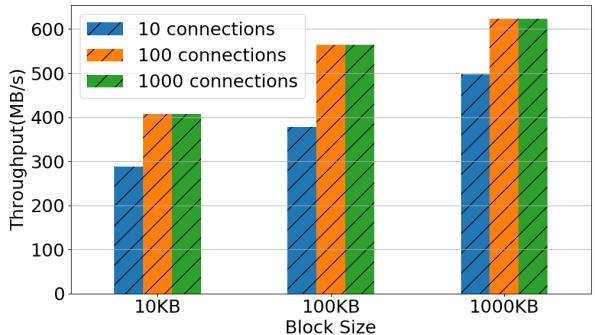 10 connections
100 connections
1000 connections
Throughput(MB/s)
600
500
400
300
200
100
0
10KB
100KB
1000KB
Block Size